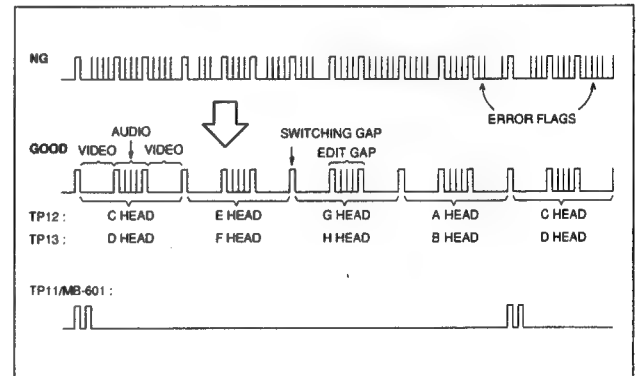 NG
ERROR FLAGS
AUDIO
SWITCHING GAP
GOOD VIDEO VIDEO EDIT GAP
TP12 : C HEAD E HEAD G HEAD A HEAD C HEAD
TP13 : D HEAD F HEAD H HEAD B HEAD D HEAD
TP11/MB-601 :